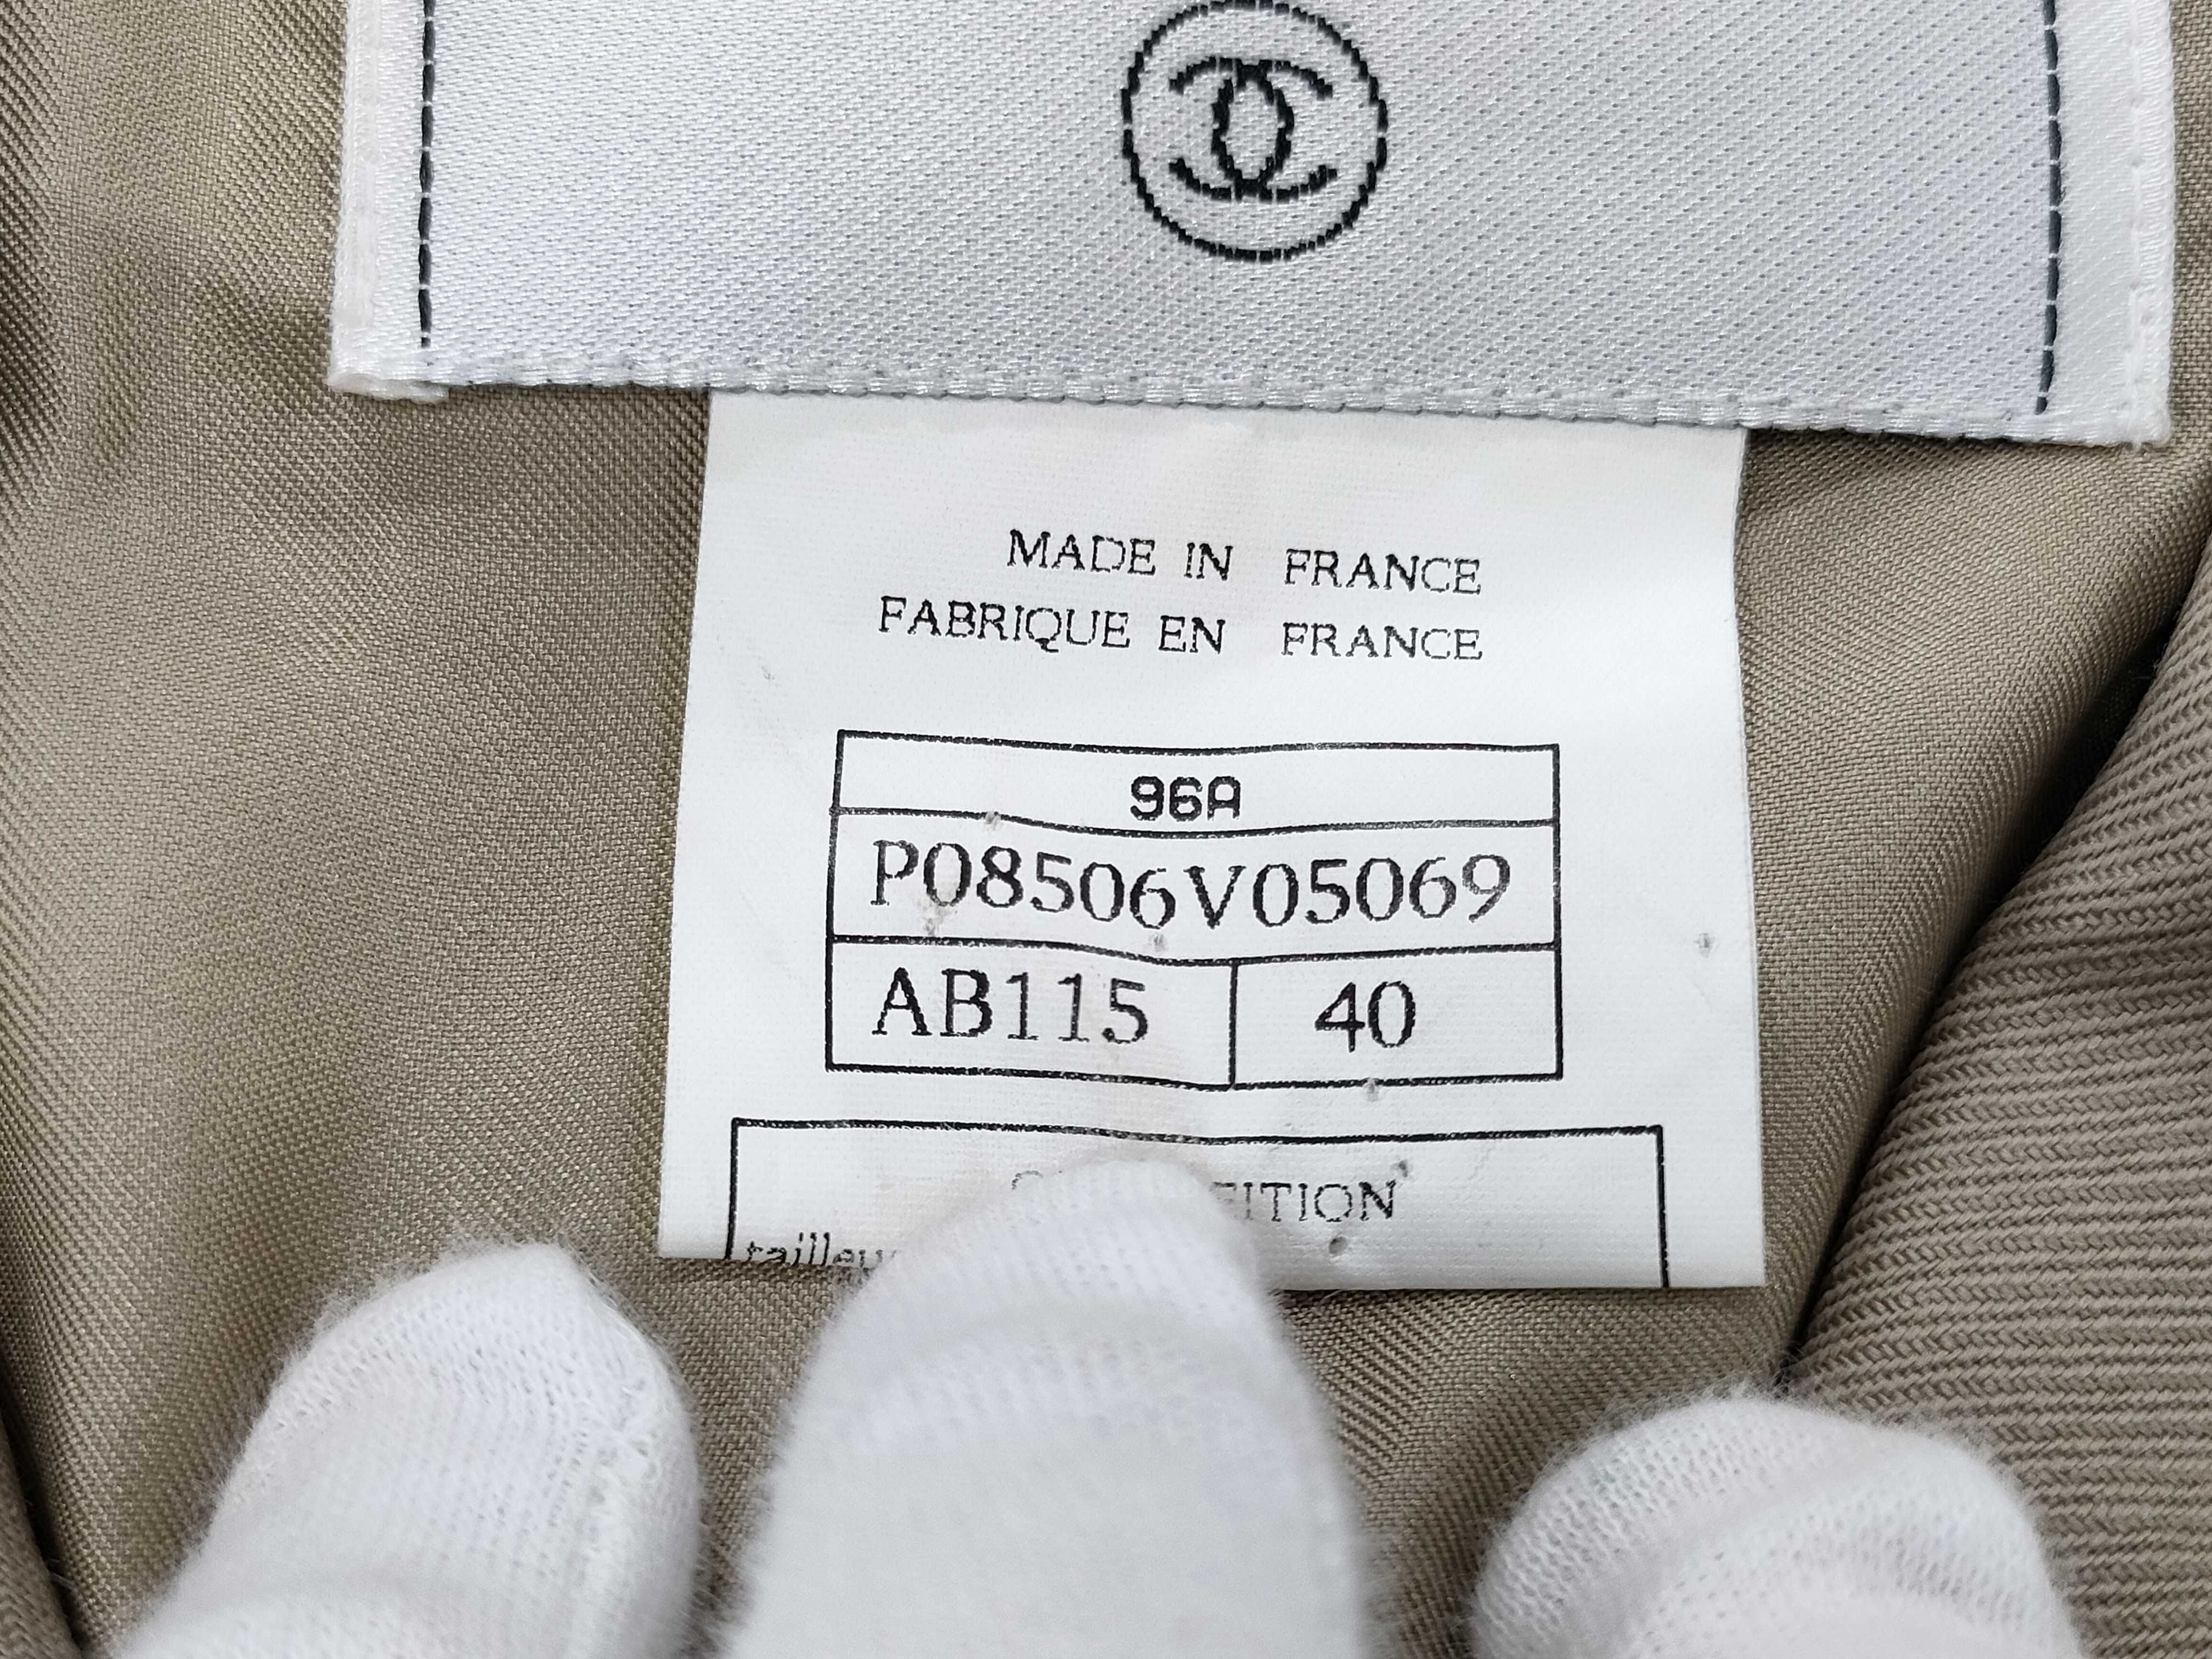 MADE IN FRANCE
FABRIQUE EN FRANCE
96A
P08506V05069
AB115 40